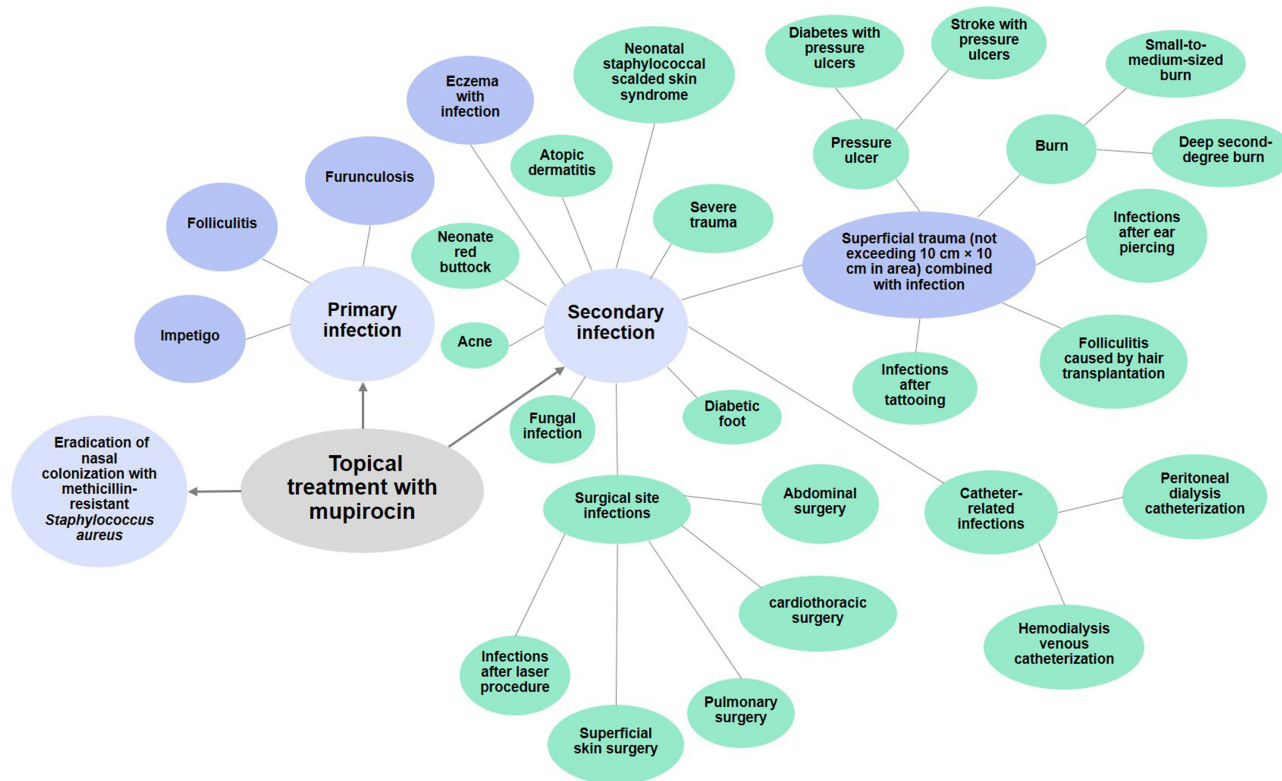 Diabetes with
pressure
ulcers
Stroke with
pressure
ulcers
Small-to-
medium-sized
burn
Neonatal
staphylococcal
scalded skin
syndrome
Eczema
with
infection
Pressure
ulcer
Burn
Deep second-
degree burn
Atopic
dermatitis
Furunculosis
Folliculitis
Severe
trauma
Infections
after ear
piercing
Superficial trauma (not
exceeding 10 cm × 10
cm in area) combined
with infection
Neonate
red
buttock
Primary
infection
Secondary
infection
Impetigo
Acne
Folliculitis
caused by hair
transplantation
Infections
after
tattooing
Diabetic
foot
Fungal
infection
Eradication of
nasal
colonization with
methicillin-
resistant
Staphylococcus
aureus
Topical
treatment with
mupirocin
Surgical site
infections
Abdominal
surgery
Catheter-
related
infections
Peritoneal
dialysis
catheterization
cardiothoracic
surgery
Hemodialysis
venous
catheterization
Infections
after laser
procedure
Pulmonary
surgery
Superficial
skin surgery